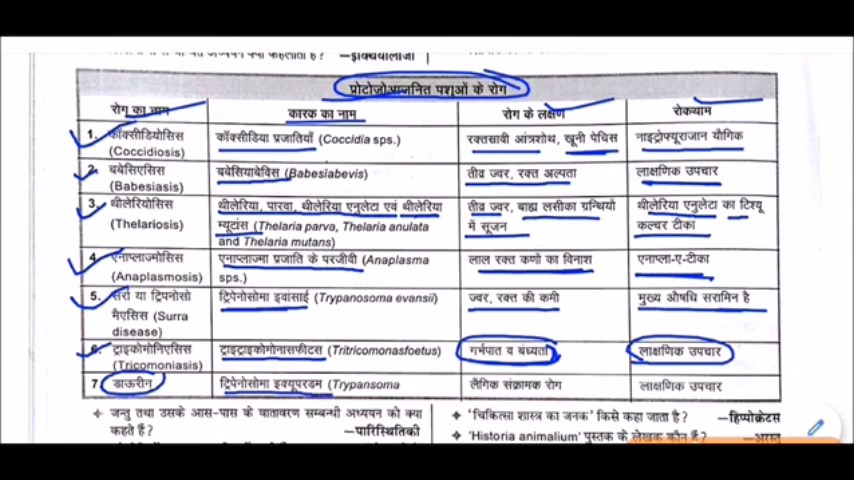 प्रोटोजोआजनित पशुओं के रोग
रोग का नाम कारक का नाम रोग के लक्षण रोकथाम
1. कॉक्सीडियोसिस कॉक्सीडिया प्रजातियाँ (Coccidia sps.) रक्तस्रावी आंत्रशोथ, खूनी पेचिस नाइट्रोफ्यूराजान यौगिक
(Coccidiosis)
2. बबेसिएसिस बबेसियाबेविस (Babesiabevis) तीव्र ज्वर, रक्त अल्पता लाक्षणिक उपचार
(Babesiasis)
3. थीलेरियोसिस थीलेरिया, पारवा, थीलेरिया एनुलेटा एवं थीलेरिया तीव्र ज्वर, बाह्य लसीका ग्रन्थियो थीलेरिया एनुलेटा का टिश्यू
(Thelariosis) म्यूटांस (Thelaria parva, Thelaria anulata में सूजन कल्चर टीका
and Thelaria mutans)
4. एनाप्लाज्मोसिस एनाप्लाज्मा प्रजाति के परजीवी (Anaplasma लाल रक्त कणो का विनाश एनाप्ला-ए-टीका
(Anaplasmosis) sps.)
5. सर्रा या ट्रिपनोसो ट्रिपेनोसोमा इवांसाई (Trypanosoma evansii) ज्वर, रक्त की कमी मुख्य औषधि सरामिन है
मैएसिस (Surra
disease)
6. ट्राइकोमोनिएसिस ट्राइट्राइकोगोनासफीटस (Tritricomonasfoetus) गर्भपात व बंध्यता लाक्षणिक उपचार
(Tricomoniasis)
7 डाऊरीन ट्रिपेनोसोमा इक्यूपरडम (Trypansoma लैगिक संक्रामक रोग लाक्षणिक उपचार
❖ जन्तु तथा उसके आस-पास के वातावरण सम्बन्धी अध्ययन को क्या
कहते हैं? —पारिस्थितिकी
❖ 'चिकित्सा शास्त्र का जनक' किसे कहा जाता है? —हिप्पोक्रेटस
❖ 'Historia animalium' पुस्तक के लेखक कौन हैं? —अरस्तू